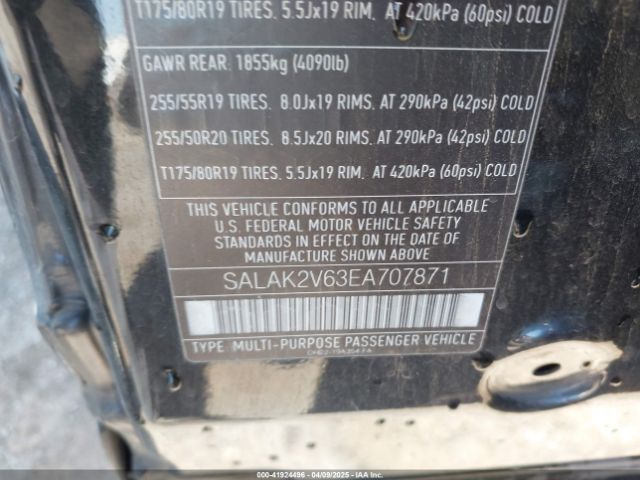 T175/80R19 TIRES. 5.5Jx19 RIM. AT 420kPa (60psi) COLD
GAWR REAR: 1855kg (4090lb)
255/55R19 TIRES. 8.0Jx19 RIMS. AT 290kPa (42psi) COLD
255/50R20 TIRES. 8.5Jx20 RIMS. AT 290kPa (42psi) COLD
T175/80R19 TIRES. 5.5Jx19 RIM. AT 420kPa (60psi) COLD
THIS VEHICLE CONFORMS TO ALL APPLICABLE
U.S. FEDERAL MOTOR VEHICLE SAFETY
STANDARDS IN EFFECT ON THE DATE OF
MANUFACTURE SHOWN ABOVE
SALAK2V63EA707871
TYPE: MULTI-PURPOSE PASSENGER VEHICLE
000-41924496 - 04/09/2025 - #COPART#